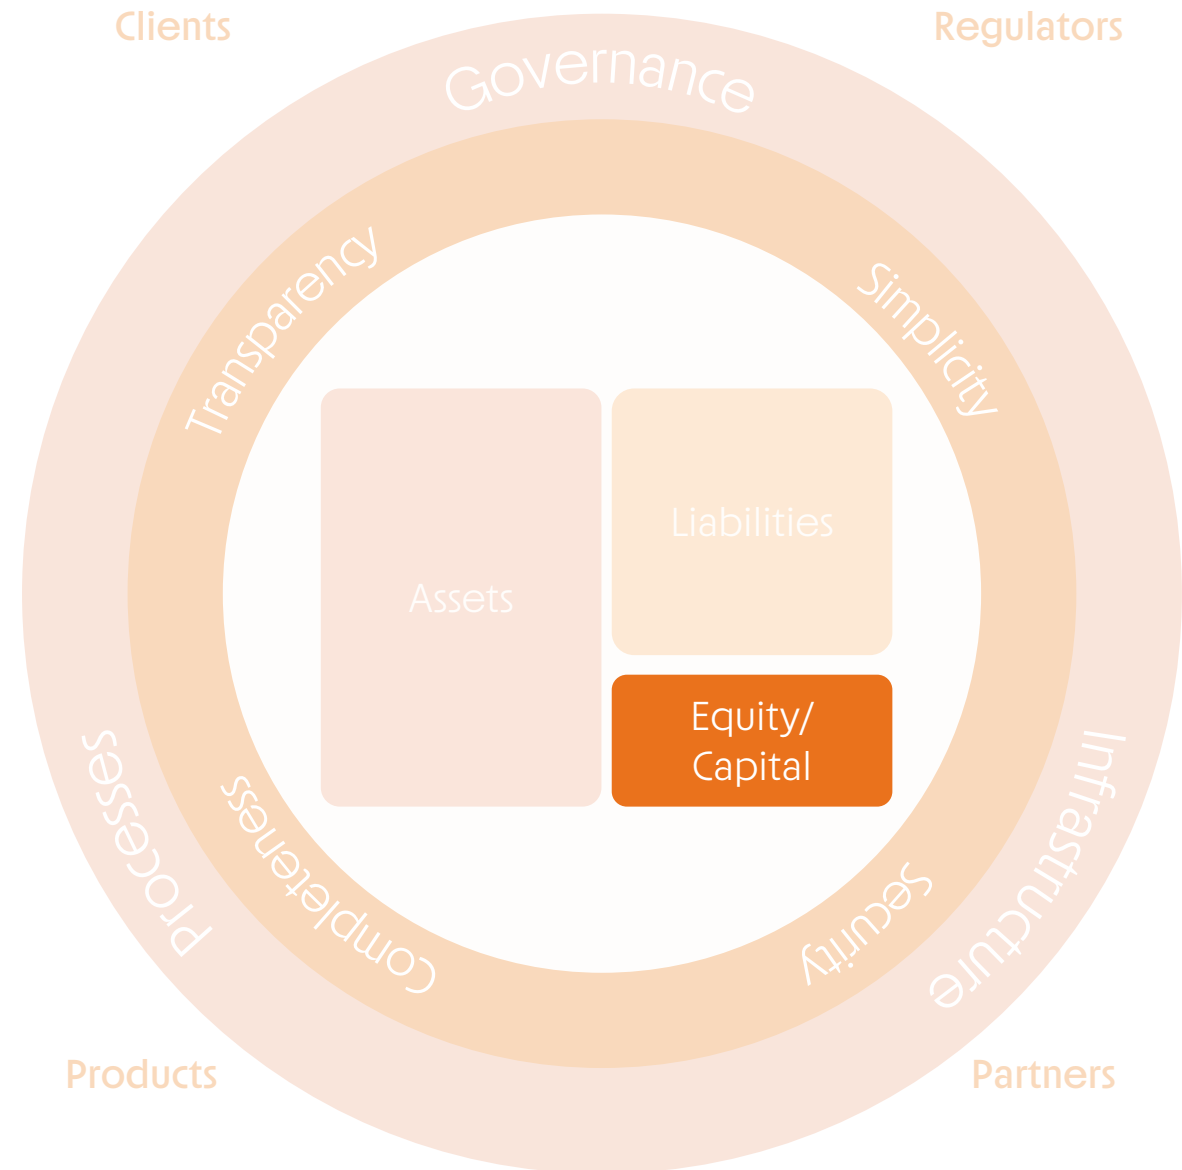 Clients
Regulators
Governance
Transparency
Simplicity
Liabilities
Assets
Equity/
Capital
Processes
Completeness
Security
Infrastructure
Products
Partners